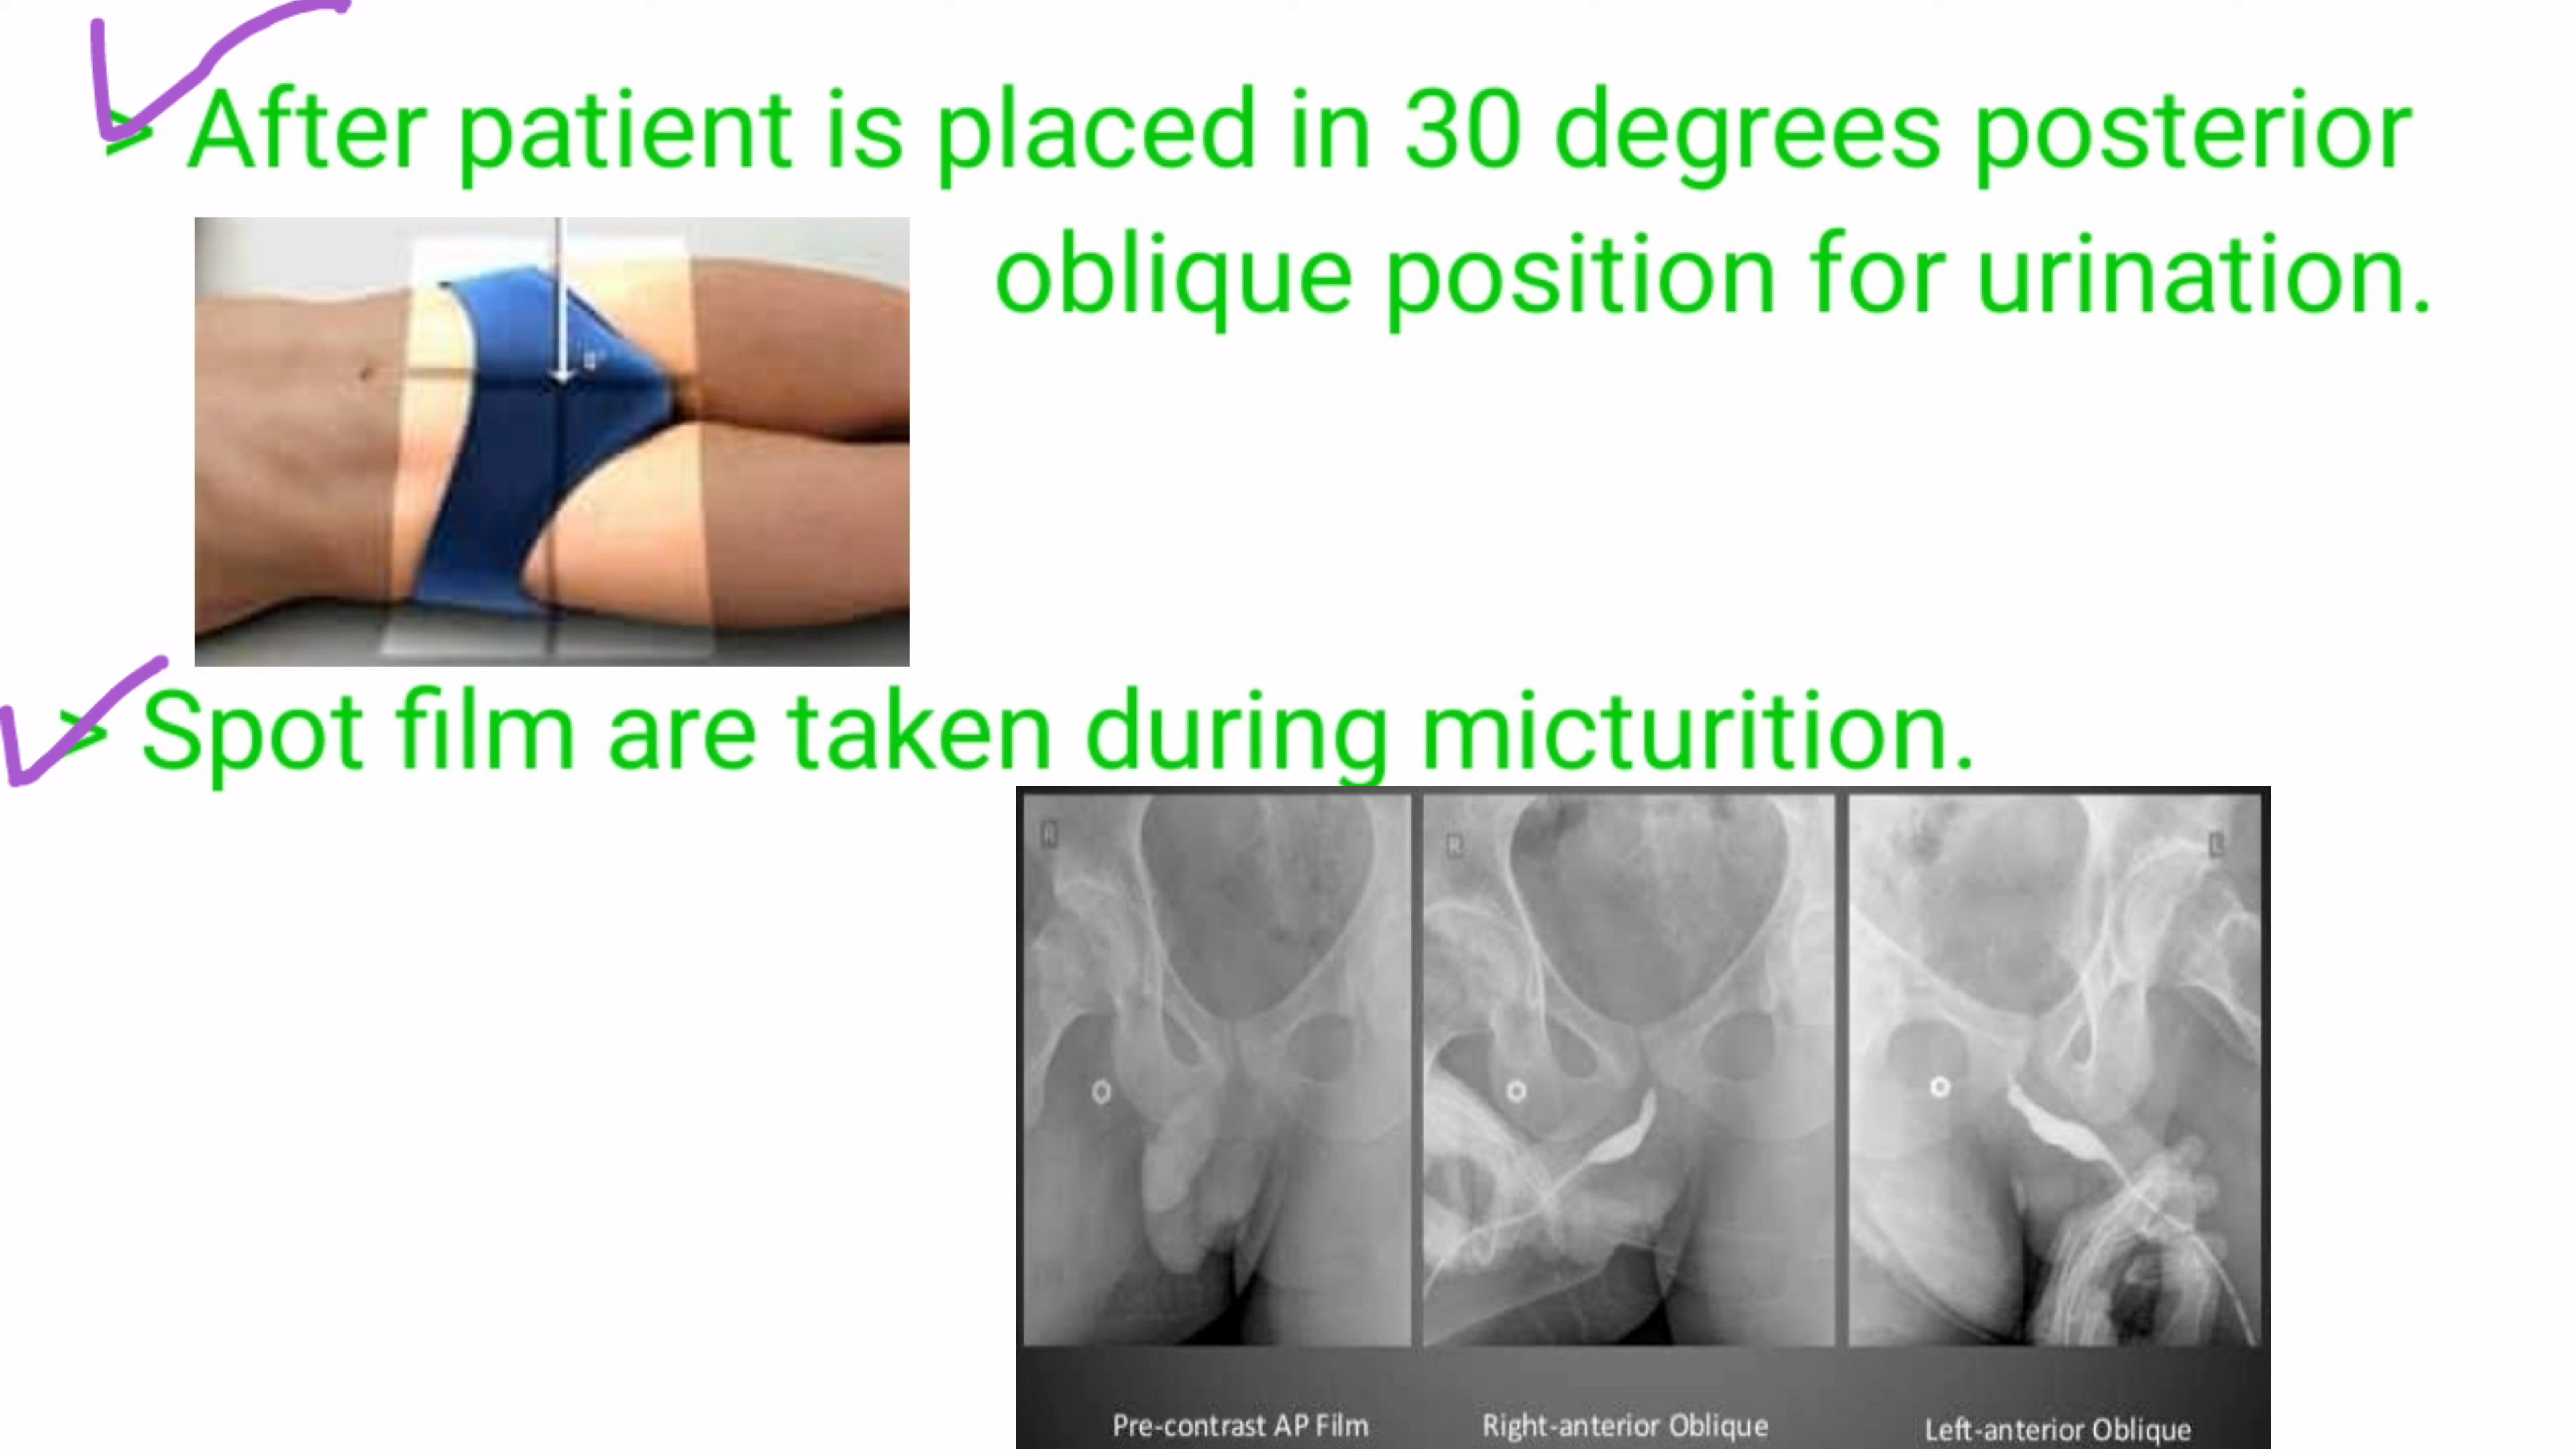 ➢ After patient is placed in 30 degrees posterior
oblique position for urination.
➢ Spot film are taken during micturition.
R
R
L
Pre-contrast AP Film
Right-anterior Oblique
Left-anterior Oblique